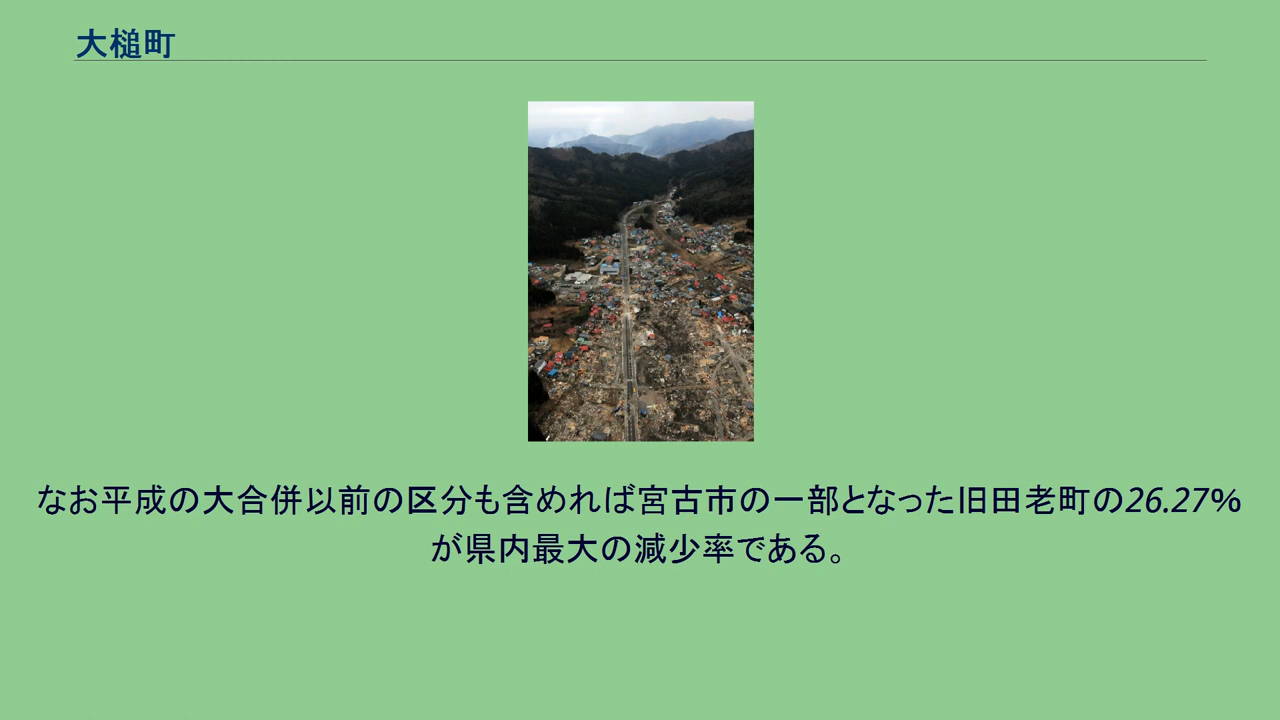 大槌町
なお平成の大合併以前の区分も含めれば宮古市の一部となった旧田老町の26.27%
が県内最大の減少率である。